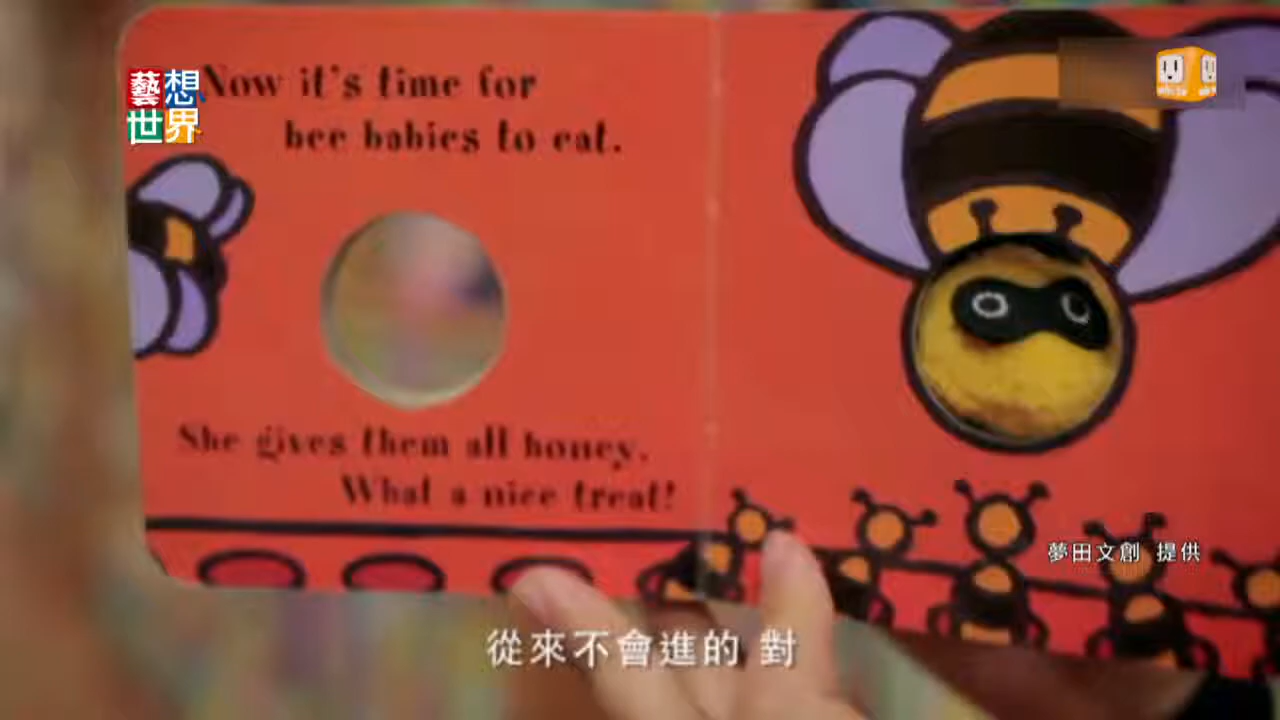 藝想
世界
Now it's time for
bee babies to eat.
She gives them all honey.
What a nice treat!
夢田文創 提供
從來不會進的 對